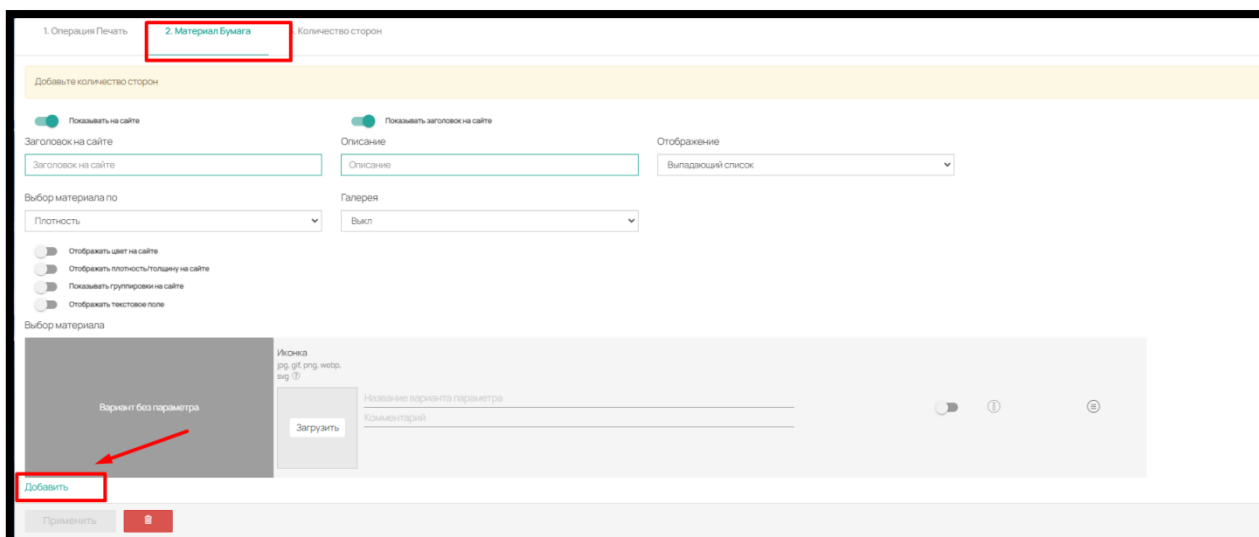 1. Операция Печать 2. Материал Бумага . Количество сторон
Добавьте количество сторон
Показывать на сайте Показывать заголовок на сайте
Заголовок на сайте Описание Отображение
Заголовок на сайте Описание Выпадающий список
Выбор материала по Галерея
Плотность Выкл
Отображать цвет на сайте
Отображать плотность/толщину на сайте
Показывать группировки на сайте
Отображать текстовое поле
Выбор материала
Иконка
jpg, gif, png, webp,
svg
Название варианта параметра
Вариант без параметра
Комментарий
Загрузить
Добавить
Применить